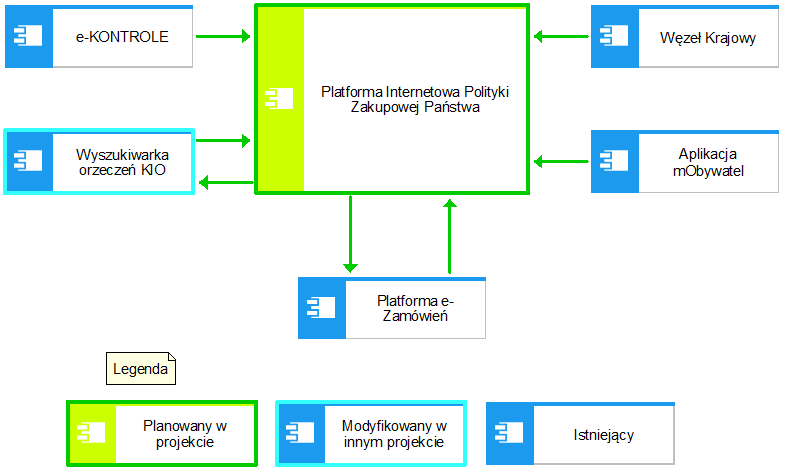 e-KONTROLE
Platforma Internetowa Polityki
Zakupowej Państwa
Węzeł Krajowy
Wyszukiwarka
orzeczeń KIO
Aplikacja
mObywatel
Platforma e-
Zamówień
Legenda
Planowany w
projekcie
Modyfikowany w
innym projekcie
Istniejący